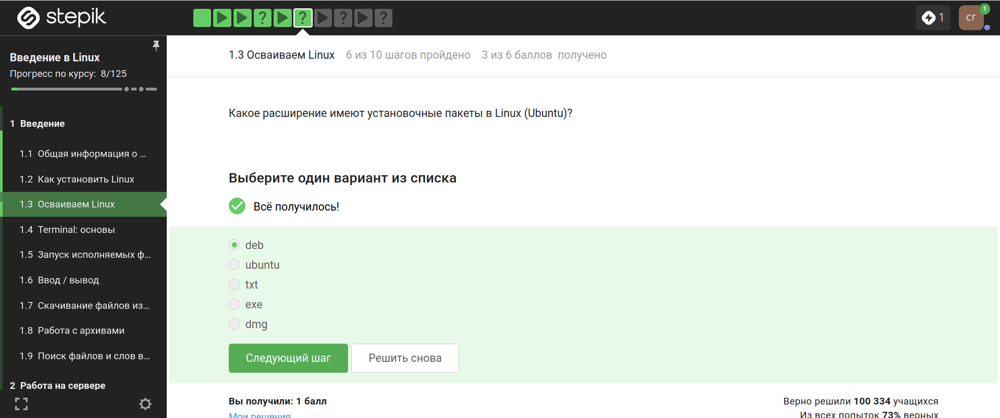 stepik
? ? ? ?
1
СГ
1
Введение в Linux
Прогресс по курсу: 8/125
1 Введение
1.1 Общая информация о ...
1.2 Как установить Linux
1.3 Осваиваем Linux
1.4 Terminal: основы
1.5 Запуск исполняемых ф...
1.6 Ввод / вывод
1.7 Скачивание файлов из...
1.8 Работа с архивами
1.9 Поиск файлов и слов в...
2 Работа на сервере
1.3 Осваиваем Linux 6 из 10 шагов пройдено 3 из 6 баллов получено
Какое расширение имеют установочные пакеты в Linux (Ubuntu)?
Выберите один вариант из списка
Всё получилось!
deb
ubuntu
txt
exe
dmg
Следующий шаг
Решить снова
Вы получили: 1 балл
Мои решения
Верно решили 100 334 учащихся
Из всех попыток 73% верных